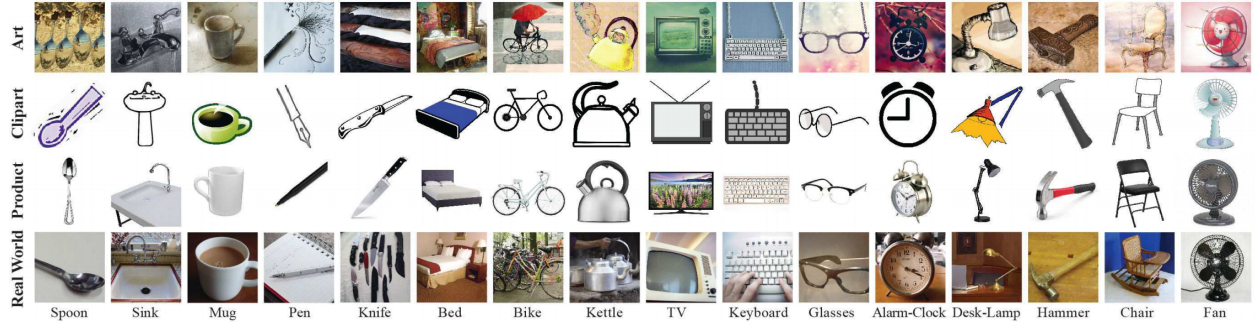 Art
Clipart
Product
Real World
Spoon Sink Mug Pen Knife Bed Bike Kettle TV Keyboard Glasses Alarm-Clock Desk-Lamp Hammer Chair Fan